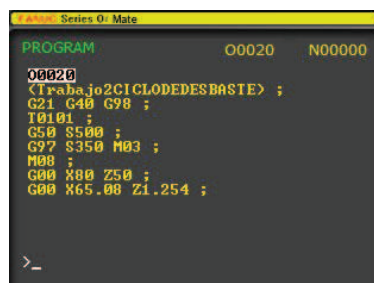 FANUC Series 0i Mate
PROGRAM O0020 N00000
O0020
(Trabajo2CICLODEDESBASTE) ;
G21 G40 G98 ;
T0101 ;
G50 S500 ;
G97 S350 M03 ;
M08 ;
G00 X80 Z50 ;
G00 X65.08 Z1.254 ;
>_